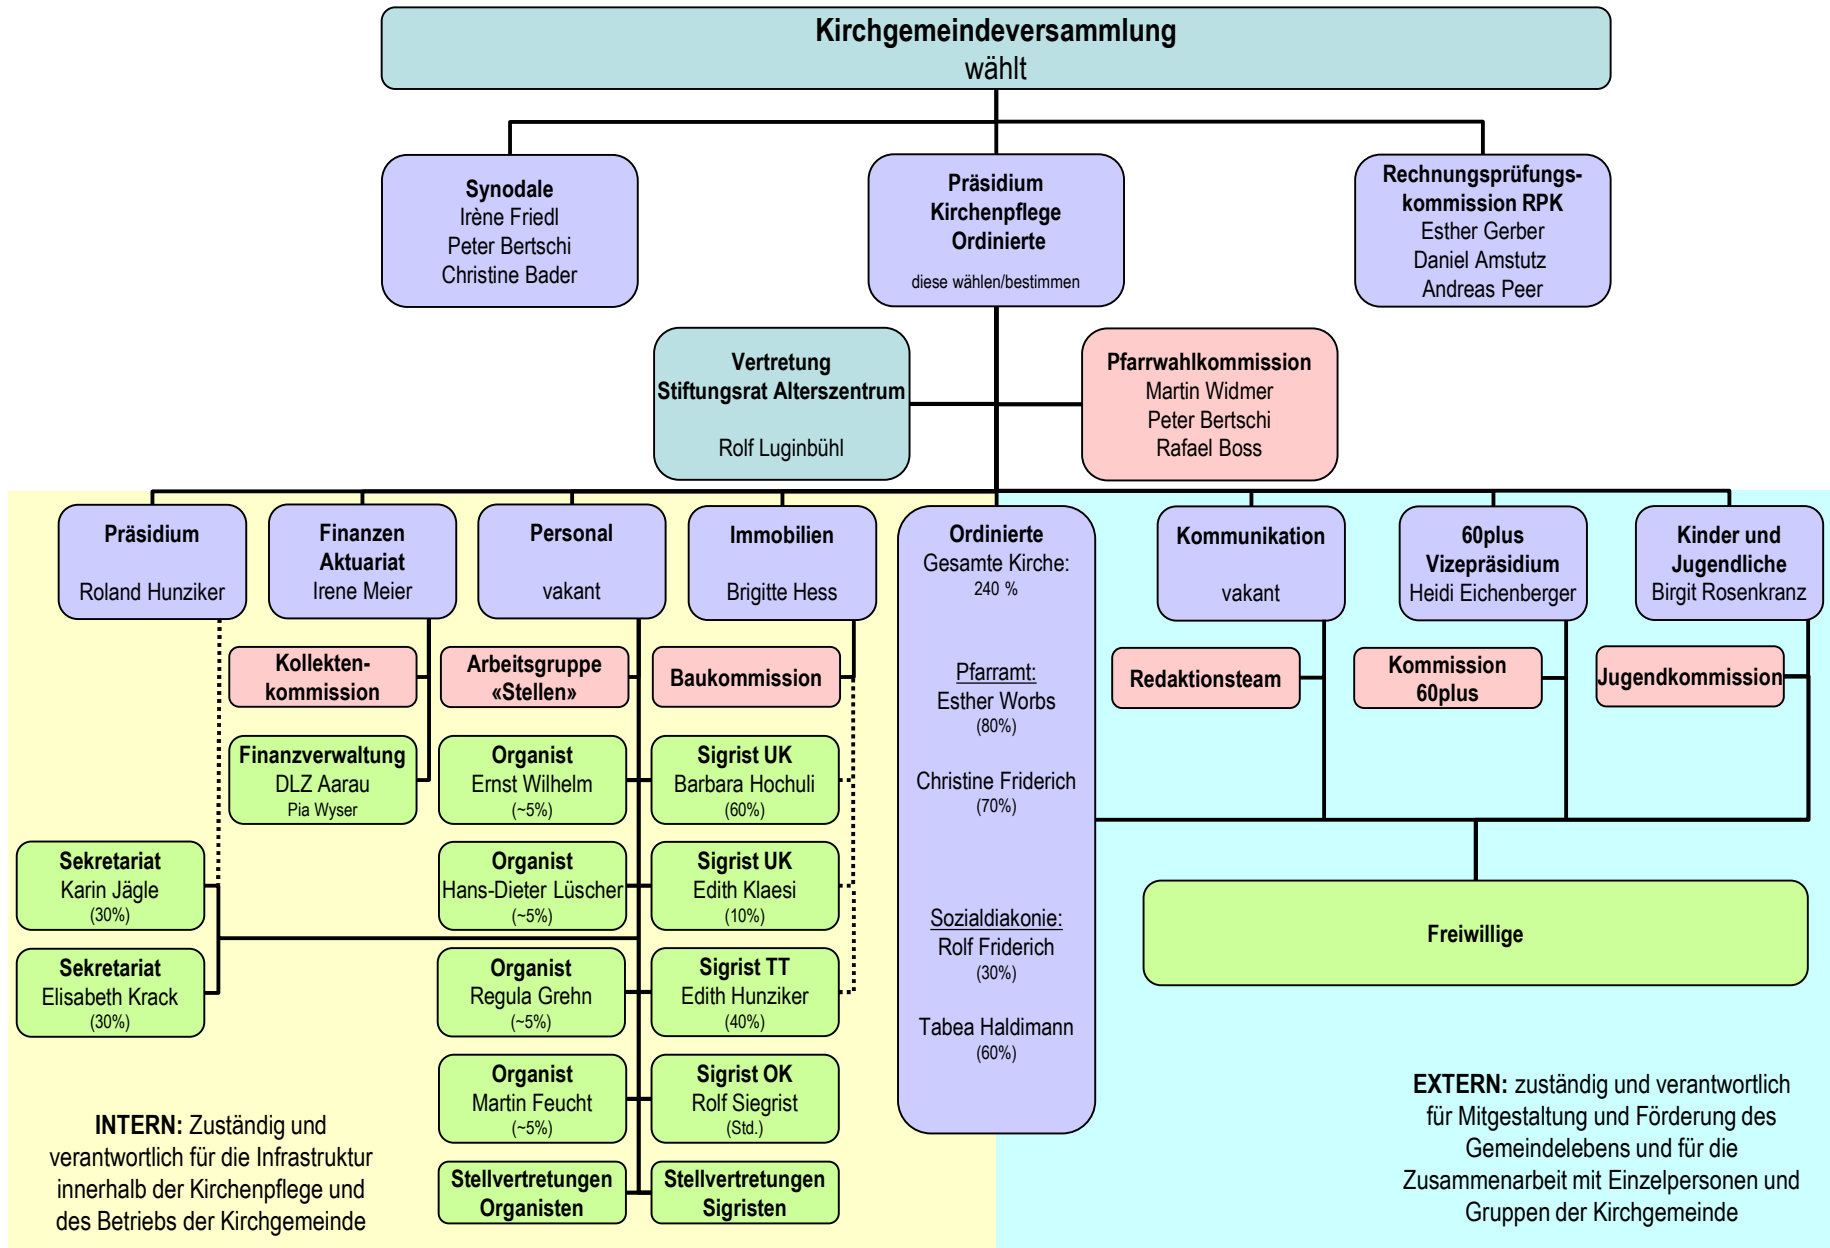 Kirchgemeindeversammlung
wählt
Synodale
Irène Friedl
Peter Bertschi
Christine Bader
Präsidium
Kirchenpflege
Ordinierte
diese wählen/bestimmen
Rechnungsprüfungs-
kommission RPK
Esther Gerber
Daniel Amstutz
Andreas Peer
Vertretung
Stiftungsrat Alterszentrum
Rolf Luginbühl
Pfarrwahlkommission
Martin Widmer
Peter Bertschi
Rafael Boss
Präsidium
Roland Hunziker
Finanzen
Aktuariat
Irene Meier
Personal
vakant
Immobilien
Brigitte Hess
Ordinierte
Gesamte Kirche:
240 %
Pfarramt:
Esther Worbs
(80%)
Christine Friderich
(70%)
Sozialdiakonie:
Rolf Friderich
(30%)
Tabea Haldimann
(60%)
Kommunikation
vakant
60plus
Vizepräsidium
Heidi Eichenberger
Kinder und
Jugendliche
Birgit Rosenkranz
Kollekten-
kommission
Arbeitsgruppe
«Stellen»
Baukommission
Redaktionsteam
Kommission
60plus
Jugendkommission
Finanzverwaltung
DLZ Aarau
Pia Wyser
Organist
Ernst Wilhelm
(~5%)
Sigrist UK
Barbara Hochuli
(60%)
Sekretariat
Karin Jägle
(30%)
Organist
Hans-Dieter Lüscher
(~5%)
Sigrist UK
Edith Klaesi
(10%)
Freiwillige
Sekretariat
Elisabeth Krack
(30%)
Organist
Regula Grehn
(~5%)
Sigrist TT
Edith Hunziker
(40%)
Organist
Martin Feucht
(~5%)
Sigrist OK
Rolf Siegrist
(Std.)
Stellvertretungen
Organisten
Stellvertretungen
Sigristen
INTERN: Zuständig und
verantwortlich für die Infrastruktur
innerhalb der Kirchenpflege und
des Betriebs der Kirchgemeinde
EXTERN: zuständig und verantwortlich
für Mitgestaltung und Förderung des
Gemeindelebens und für die
Zusammenarbeit mit Einzelpersonen und
Gruppen der Kirchgemeinde